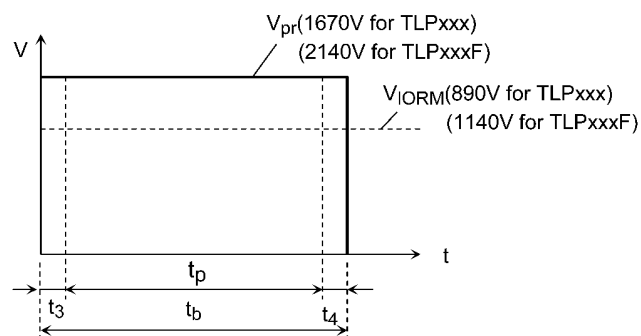 Vpr(1670V for TLPxxx)
(2140V for TLPxxxF)
V
VIORM(890V for TLPxxx)
(1140V for TLPxxxF)
t
tp
t3
tb
t4